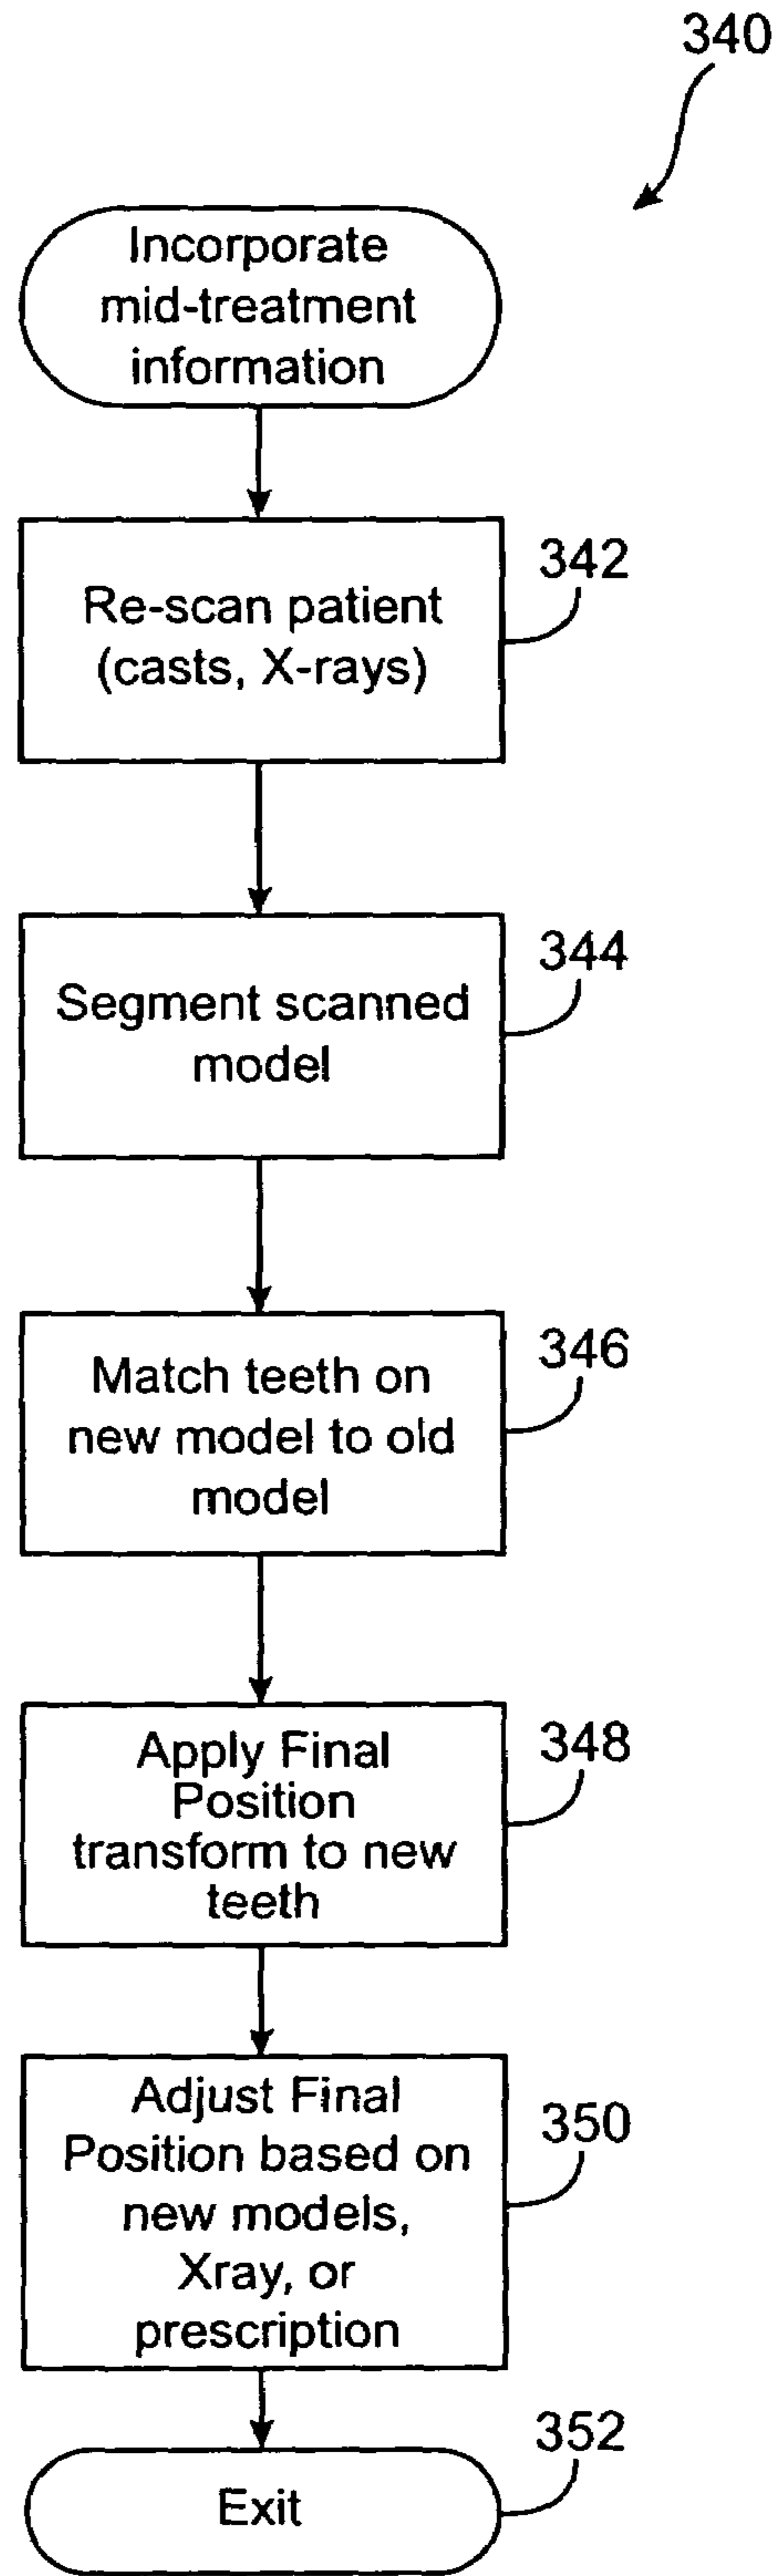 340
Incorporate
mid-treatment
information
342
Re-scan patient
(casts, X-rays)
344
Segment scanned
model
346
Match teeth on
new model to old
model
348
Apply Final
Position
transform to new
teeth
350
Adjust Final
Position based on
new models,
Xray, or
prescription
352
Exit